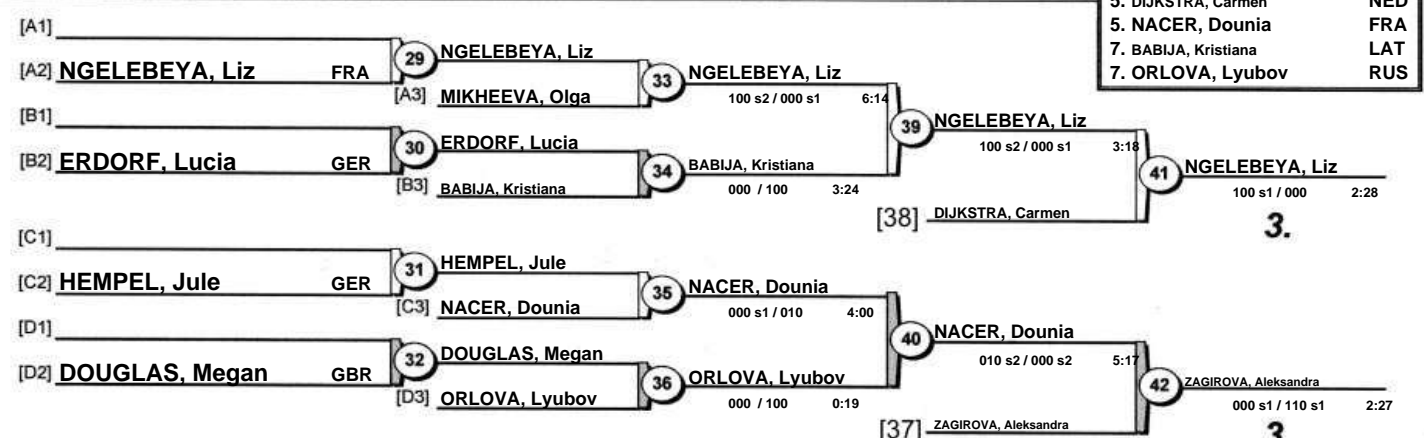 5. DIJKSTRA, Carmen NED
5. NACER, Dounia FRA
7. BABIJA, Kristiana LAT
7. ORLOVA, Lyubov RUS
[A1]
[A2] NGELEBEYA, Liz FRA
29
NGELEBEYA, Liz
[A3] MIKHEEVA, Olga
33
NGELEBEYA, Liz
100 s2 / 000 s1 6:14
[B1]
[B2] ERDORF, Lucia GER
30
ERDORF, Lucia
[B3] BABIJA, Kristiana
34
BABIJA, Kristiana
000 / 100 3:24
39
NGELEBEYA, Liz
100 s2 / 000 s1 3:18
[38] DIJKSTRA, Carmen
41
NGELEBEYA, Liz
100 s1 / 000 2:28
3.
[C1]
[C2] HEMPEL, Jule GER
31
HEMPEL, Jule
[C3] NACER, Dounia
35
NACER, Dounia
000 s1 / 010 4:00
[D1]
[D2] DOUGLAS, Megan GBR
32
DOUGLAS, Megan
[D3] ORLOVA, Lyubov
36
ORLOVA, Lyubov
000 / 100 0:19
40
NACER, Dounia
010 s2 / 000 s2 5:17
[37] ZAGIROVA, Aleksandra
42
ZAGIROVA, Aleksandra
000 s1 / 110 s1 2:27
3